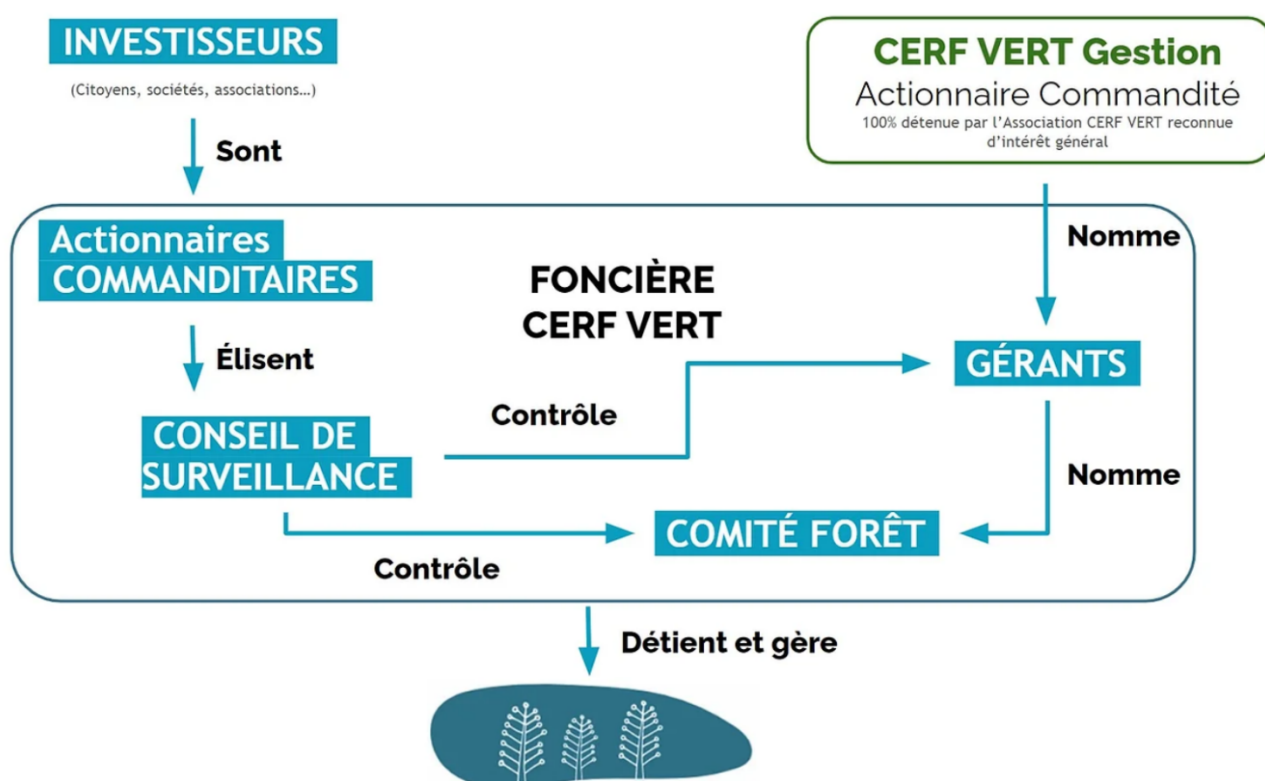 INVESTISSEURS
(Citoyens, sociétés, associations...)
Sont
CERF VERT Gestion
Actionnaire Commandité
100% détenue par l'Association CERF VERT reconnue
d'intérêt général
Nomme
Actionnaires
COMMANDITAIRES
FONCIÈRE
CERF VERT
Élisent
GÉRANTS
Contrôle
CONSEIL DE
SURVEILLANCE
Nomme
COMITÉ FORÊT
Contrôle
Détient et gère